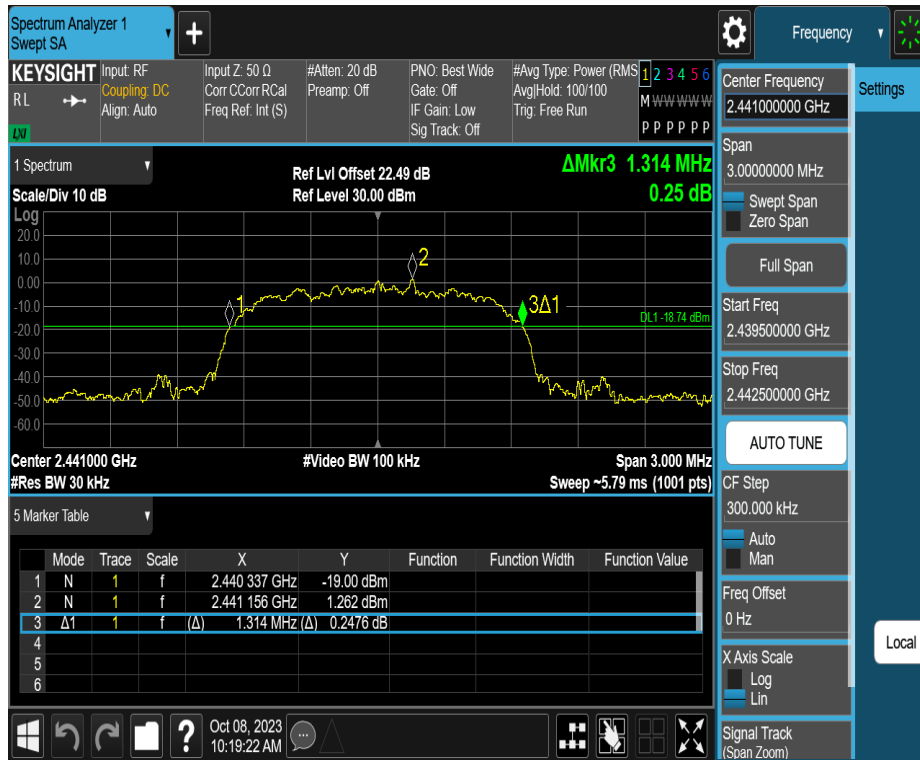 Spectrum Analyzer 1
Swept SA
+
Frequency
KEYSIGHT
RL
LXI
Input: RF
Coupling: DC
Align: Auto
Input Z: 50 Ω
Corr CCorr RCal
Freq Ref: Int (S)
#Atten: 20 dB
Preamp: Off
PNO: Best Wide
Gate: Off
IF Gain: Low
Sig Track: Off
#Avg Type: Power (RMS
Avg|Hold: 100/100
Trig: Free Run
1 2 3 4 5 6
M W W W W W
P P P P P P
1 Spectrum
Scale/Div 10 dB
Ref Lvl Offset 22.49 dB
Ref Level 30.00 dBm
ΔMkr3 1.314 MHz
0.25 dB
Log
20.0
10.0
0.00
-10.0
-20.0
-30.0
-40.0
-50.0
-60.0
1
2
3Δ1
DL1 -18.74 dBm
Center 2.441000 GHz
#Video BW 100 kHz
Span 3.000 MHz
#Res BW 30 kHz
Sweep ~5.79 ms (1001 pts)
5 Marker Table
Mode Trace Scale X Y Function Function Width Function Value
1 N 1 f 2.440 337 GHz -19.00 dBm
2 N 1 f 2.441 156 GHz 1.262 dBm
3 Δ1 1 f (Δ) 1.314 MHz (Δ) 0.2476 dB
4
5
6
?
Oct 08, 2023
10:19:22 AM
Center Frequency
2.441000000 GHz
Span
3.00000000 MHz
Swept Span
Zero Span
Full Span
Start Freq
2.439500000 GHz
Stop Freq
2.442500000 GHz
AUTO TUNE
CF Step
300.000 kHz
Auto
Man
Freq Offset
0 Hz
X Axis Scale
Log
Lin
Signal Track
(Span Zoom)
Settings
Local